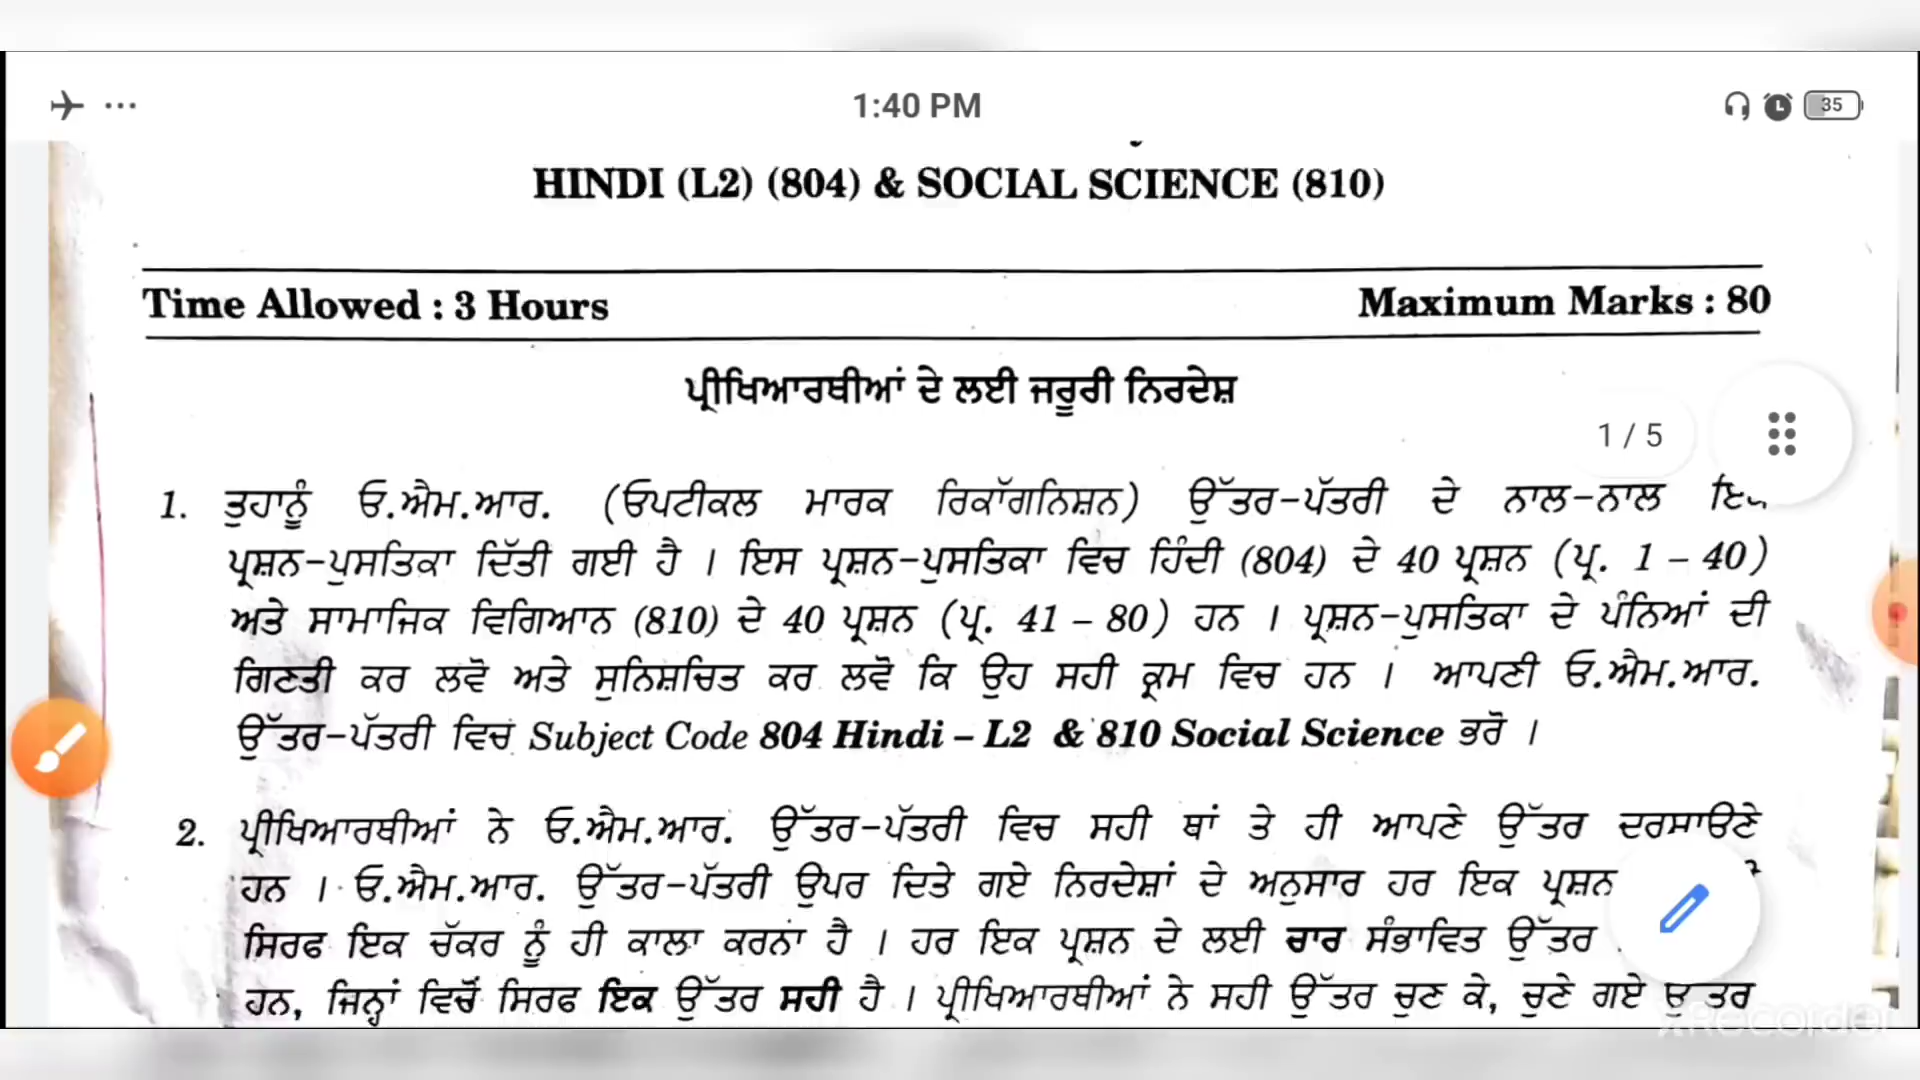 1:40 PM
35
HINDI (L2) (804) & SOCIAL SCIENCE (810)
Time Allowed : 3 Hours
Maximum Marks : 80
ਪ੍ਰੀਖਿਆਰਥੀਆਂ ਦੇ ਲਈ ਜਰੂਰੀ ਨਿਰਦੇਸ਼
1 / 5
1. ਤੁਹਾਨੂੰ ਓ.ਐਮ.ਆਰ. (ਓਪਟੀਕਲ ਮਾਰਕ ਰਿਕਾੱਗਨਿਸ਼ਨ) ਉੱਤਰ-ਪੱਤਰੀ ਦੇ ਨਾਲ-ਨਾਲ
ਪ੍ਰਸ਼ਨ-ਪੁਸਤਿਕਾ ਦਿੱਤੀ ਗਈ ਹੈ । ਇਸ ਪ੍ਰਸ਼ਨ-ਪੁਸਤਿਕਾ ਵਿਚ ਹਿੰਦੀ (804) ਦੇ 40 ਪ੍ਰਸ਼ਨ (ਪ੍ਰ. 1 – 40)
ਅਤੇ ਸਾਮਾਜਿਕ ਵਿਗਿਆਨ (810) ਦੇ 40 ਪ੍ਰਸ਼ਨ (ਪ੍ਰ. 41 – 80) ਹਨ । ਪ੍ਰਸ਼ਨ-ਪੁਸਤਿਕਾ ਦੇ ਪੰਨਿਆਂ ਦੀ
ਗਿਣਤੀ ਕਰ ਲਵੋ ਅਤੇ ਸੁਨਿਸ਼ਚਿਤ ਕਰ ਲਵੋ ਕਿ ਉਹ ਸਹੀ ਕ੍ਰਮ ਵਿਚ ਹਨ । ਆਪਣੀ ਓ.ਐਮ.ਆਰ.
ਉੱਤਰ-ਪੱਤਰੀ ਵਿਚ Subject Code 804 Hindi – L2 & 810 Social Science ਭਰੋ ।
2. ਪ੍ਰੀਖਿਆਰਥੀਆਂ ਨੇ ਓ.ਐਮ.ਆਰ. ਉੱਤਰ-ਪੱਤਰੀ ਵਿਚ ਸਹੀ ਥਾਂ ਤੇ ਹੀ ਆਪਣੇ ਉੱਤਰ ਦਰਸਾਉਣੇ
ਹਨ । ਓ.ਐਮ.ਆਰ. ਉੱਤਰ-ਪੱਤਰੀ ਉਪਰ ਦਿਤੇ ਗਏ ਨਿਰਦੇਸ਼ਾਂ ਦੇ ਅਨੁਸਾਰ ਹਰ ਇਕ ਪ੍ਰਸ਼ਨ
ਸਿਰਫ ਇਕ ਚੱਕਰ ਨੂੰ ਹੀ ਕਾਲਾ ਕਰਨਾ ਹੈ । ਹਰ ਇਕ ਪ੍ਰਸ਼ਨ ਦੇ ਲਈ ਚਾਰ ਸੰਭਾਵਿਤ ਉੱਤਰ
ਹਨ, ਜਿਨ੍ਹਾਂ ਵਿਚੋਂ ਸਿਰਫ ਇਕ ਉੱਤਰ ਸਹੀ ਹੈ । ਪ੍ਰੀਖਿਆਰਥੀਆਂ ਨੇ ਸਹੀ ਉੱਤਰ ਚੁਣ ਕੇ, ਚੁਣੇ ਗਏ ਉੱਤਰ
XRecorder